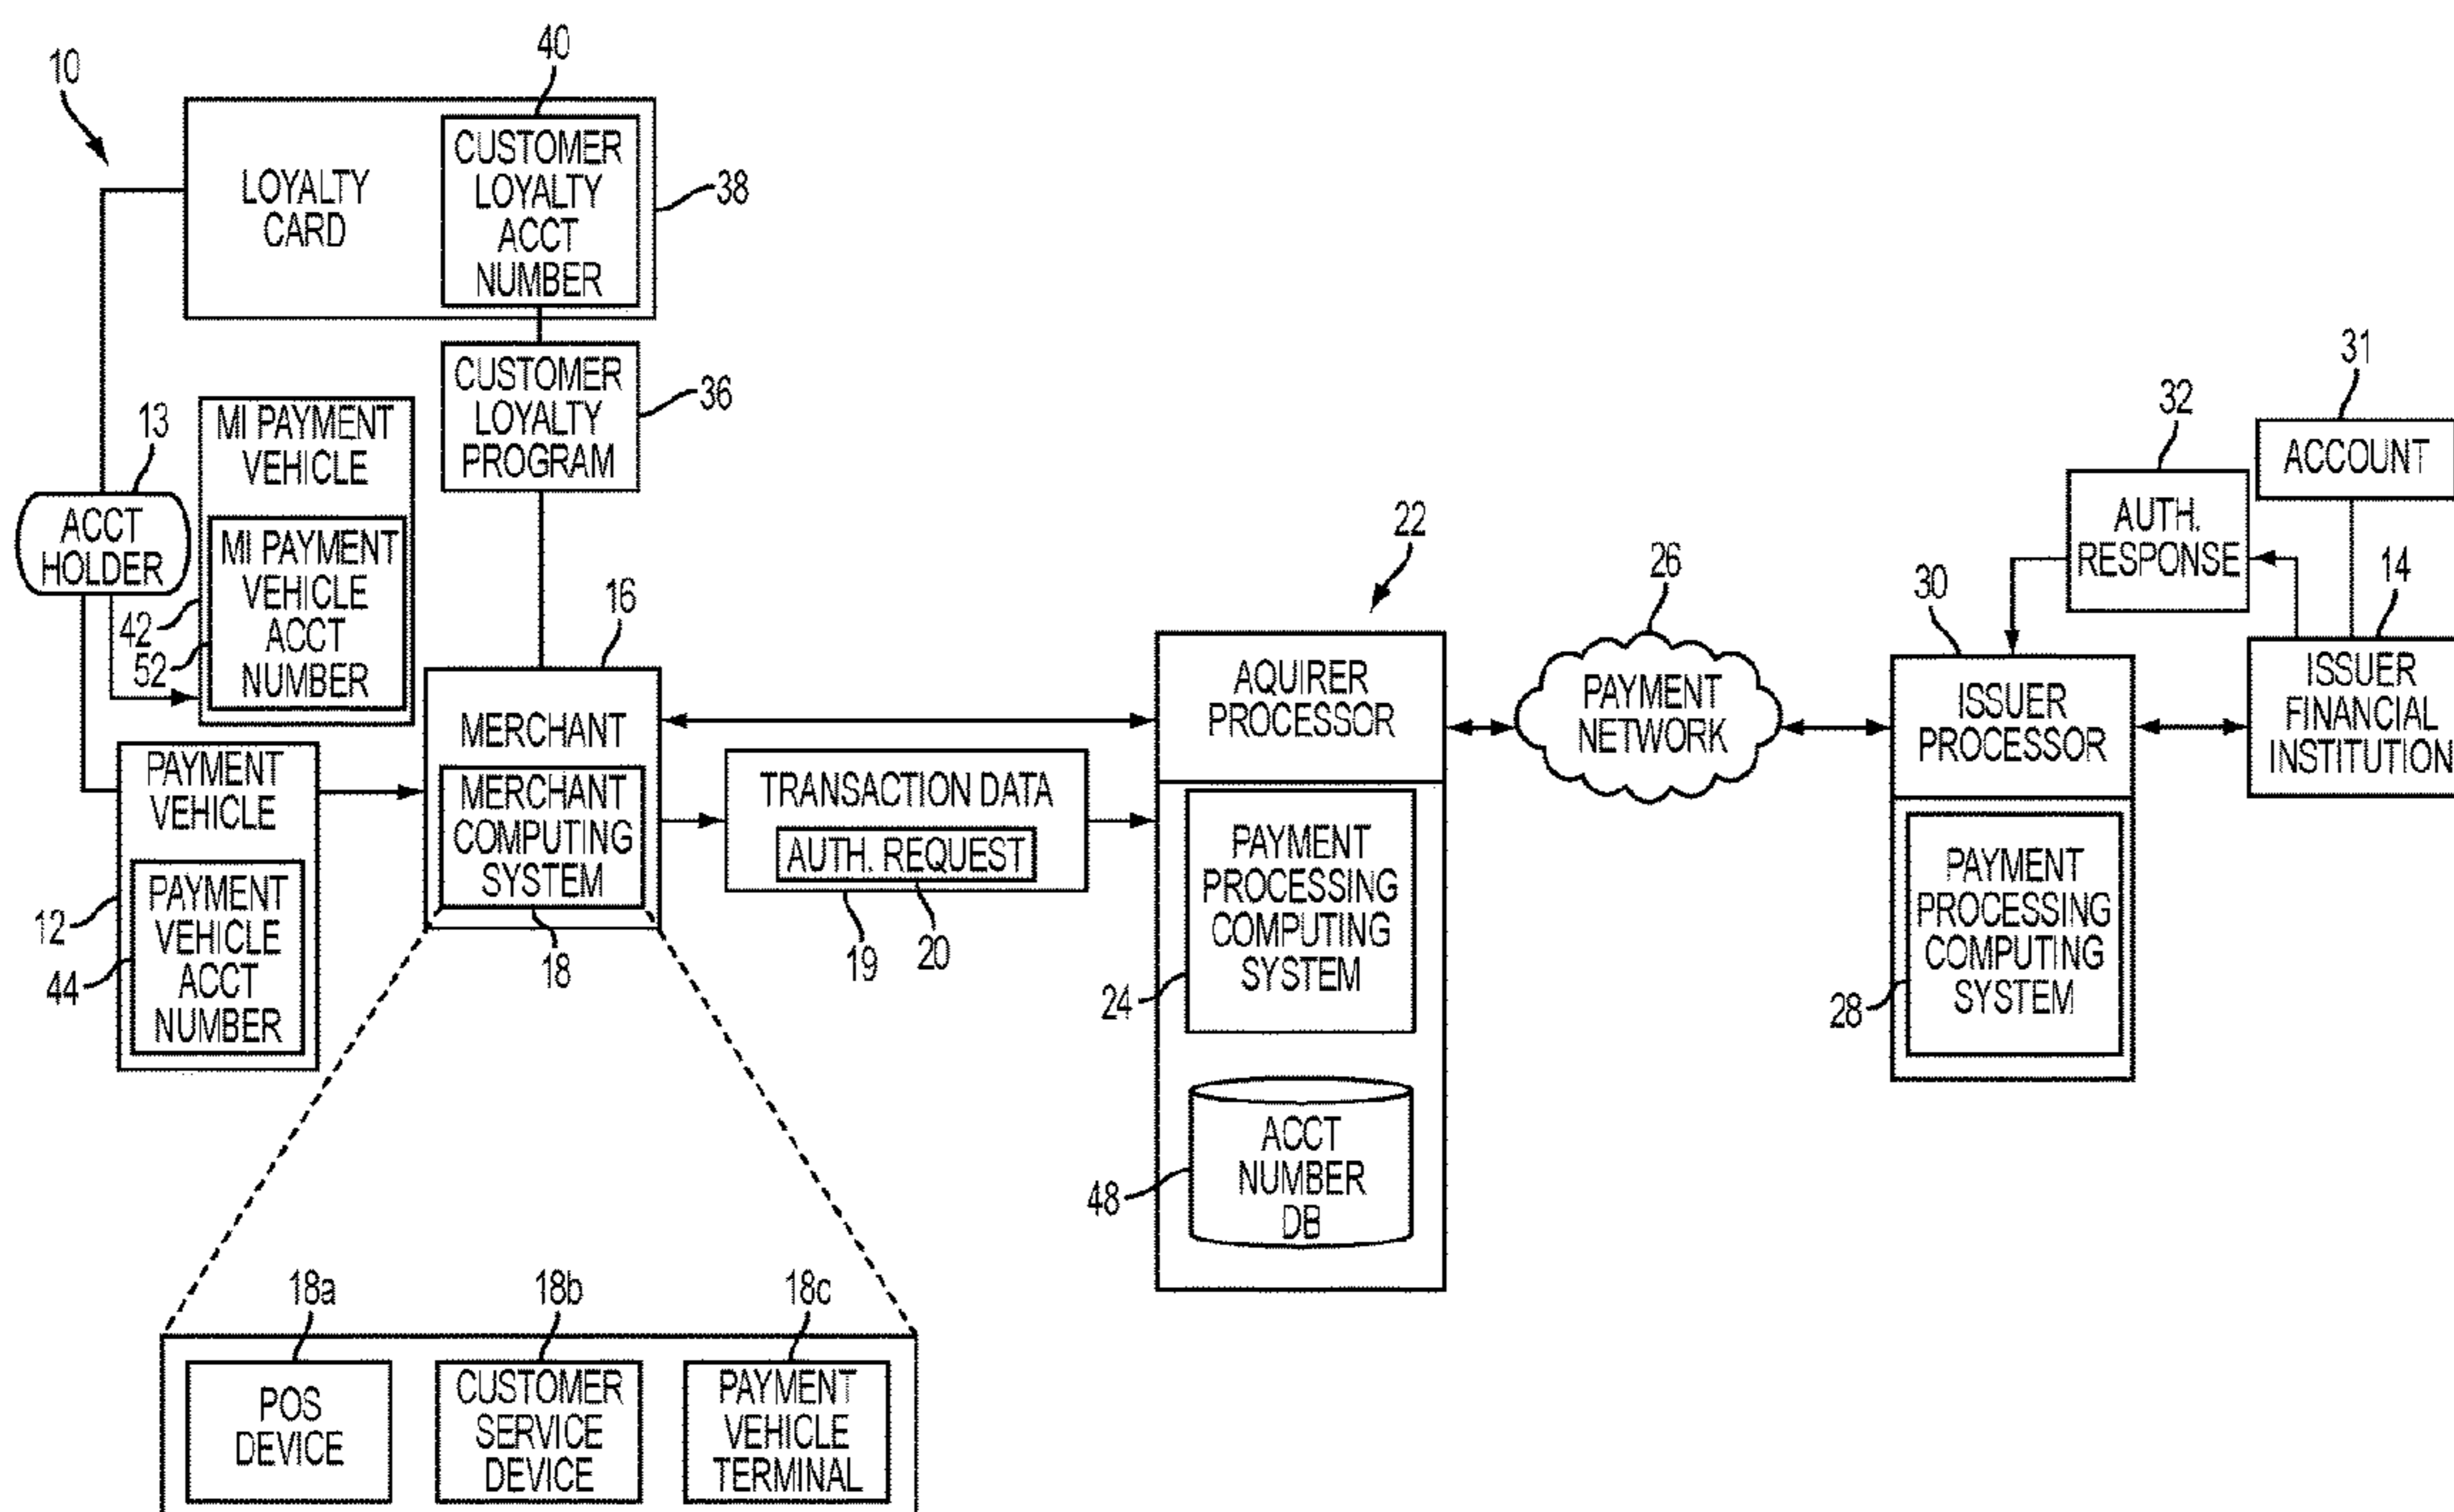 10
40
LOYALTY
CARD
CUSTOMER
LOYALTY
ACCT
NUMBER
38
CUSTOMER
LOYALTY
PROGRAM
36
13
ACCT
HOLDER
MI PAYMENT
VEHICLE
MI PAYMENT
VEHICLE
ACCT
NUMBER
42
52
PAYMENT
VEHICLE
PAYMENT
VEHICLE
ACCT
NUMBER
12
44
16
MERCHANT
MERCHANT
COMPUTING
SYSTEM
18
TRANSACTION DATA
AUTH. REQUEST
19
20
22
AQUIRER
PROCESSOR
PAYMENT
PROCESSING
COMPUTING
SYSTEM
24
ACCT
NUMBER
DB
48
26
PAYMENT
NETWORK
30
ISSUER
PROCESSOR
PAYMENT
PROCESSING
COMPUTING
SYSTEM
28
32
AUTH.
RESPONSE
31
ACCOUNT
14
ISSUER
FINANCIAL
INSTITUTION
18a
POS
DEVICE
18b
CUSTOMER
SERVICE
DEVICE
18c
PAYMENT
VEHICLE
TERMINAL